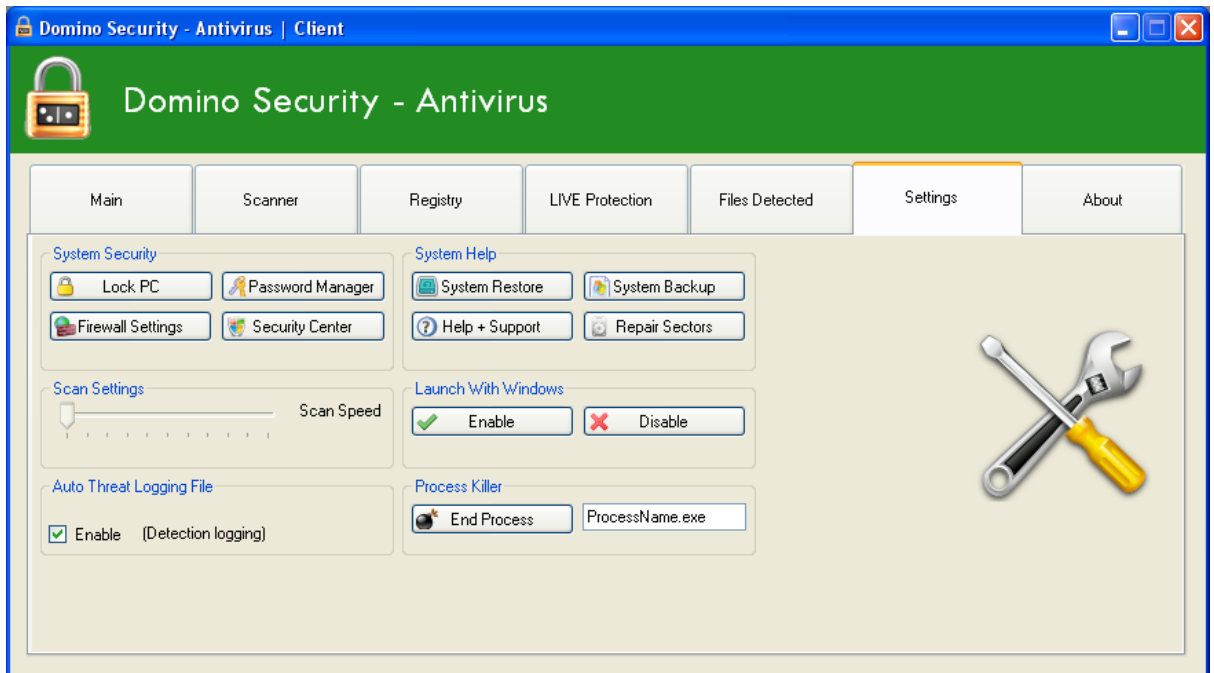 Domino Security - Antivirus | Client
Domino Security - Antivirus
Main Scanner Registry LIVE Protection Files Detected Settings About
System Security
Lock PC Password Manager
Firewall Settings Security Center
System Help
System Restore System Backup
Help + Support Repair Sectors
Scan Settings
Scan Speed
Launch With Windows
Enable Disable
Auto Threat Logging File
Enable (Detection logging)
Process Killer
End Process ProcessName.exe